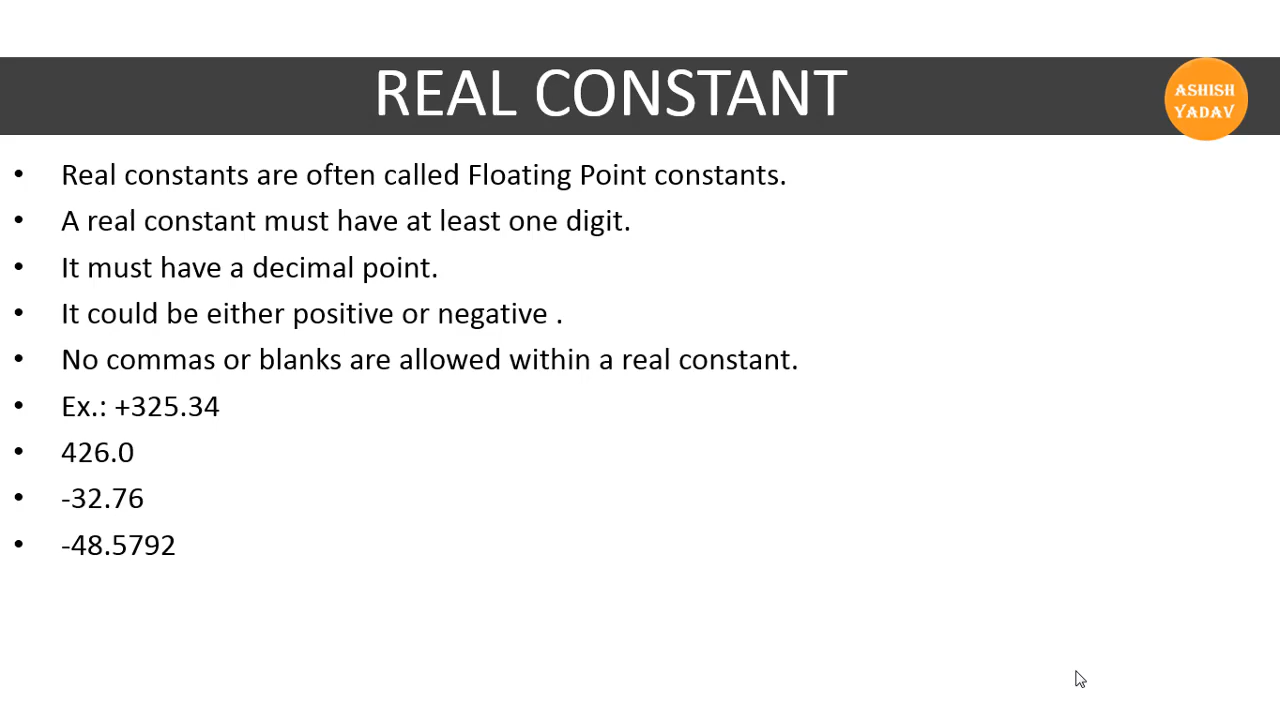 REAL CONSTANT
ASHISH
YADAV
• Real constants are often called Floating Point constants.
• A real constant must have at least one digit.
• It must have a decimal point.
• It could be either positive or negative .
• No commas or blanks are allowed within a real constant.
• Ex.: +325.34
• 426.0
• -32.76
• -48.5792